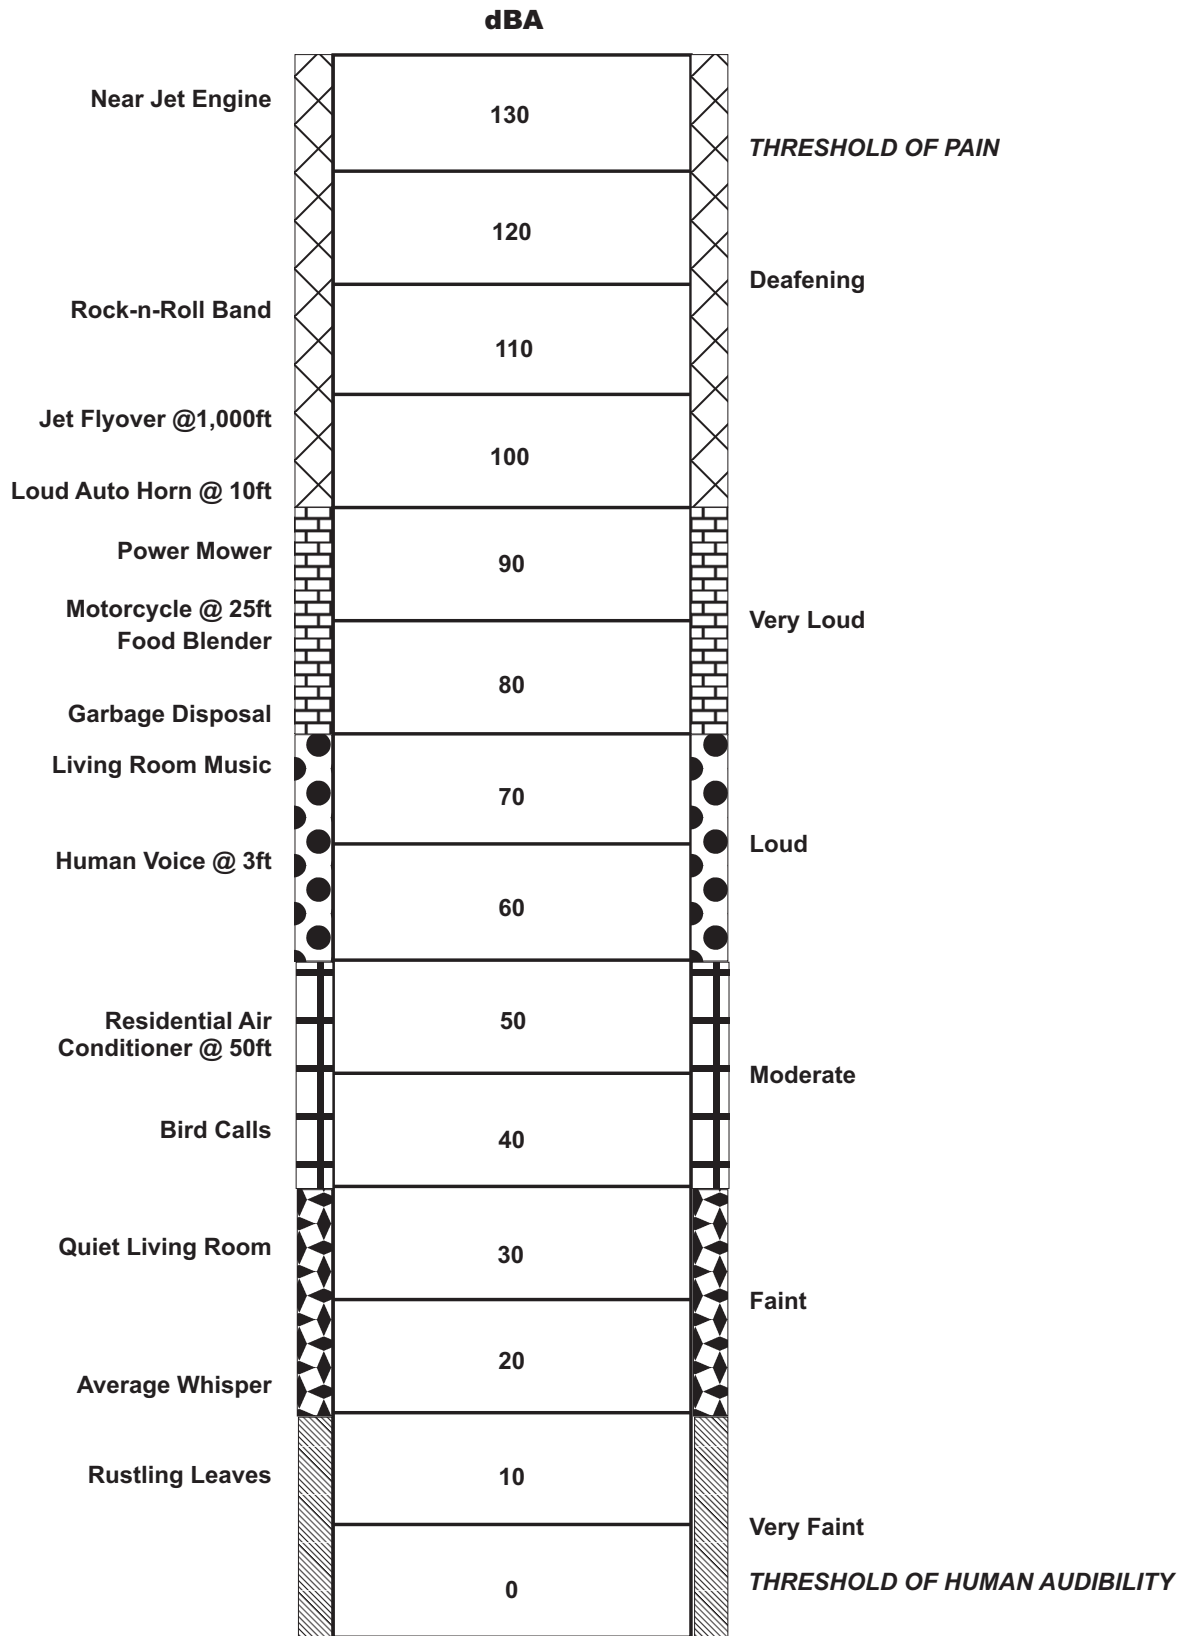 dBA
Near Jet Engine
130
THRESHOLD OF PAIN
120
Deafening
Rock-n-Roll Band
110
Jet Flyover @1,000ft
100
Loud Auto Horn @ 10ft
Power Mower
90
Motorcycle @ 25ft
Very Loud
Food Blender
80
Garbage Disposal
Living Room Music
70
Loud
Human Voice @ 3ft
60
Residential Air
Conditioner @ 50ft
50
Moderate
Bird Calls
40
Quiet Living Room
30
Faint
20
Average Whisper
Rustling Leaves
10
Very Faint
THRESHOLD OF HUMAN AUDIBILITY
0